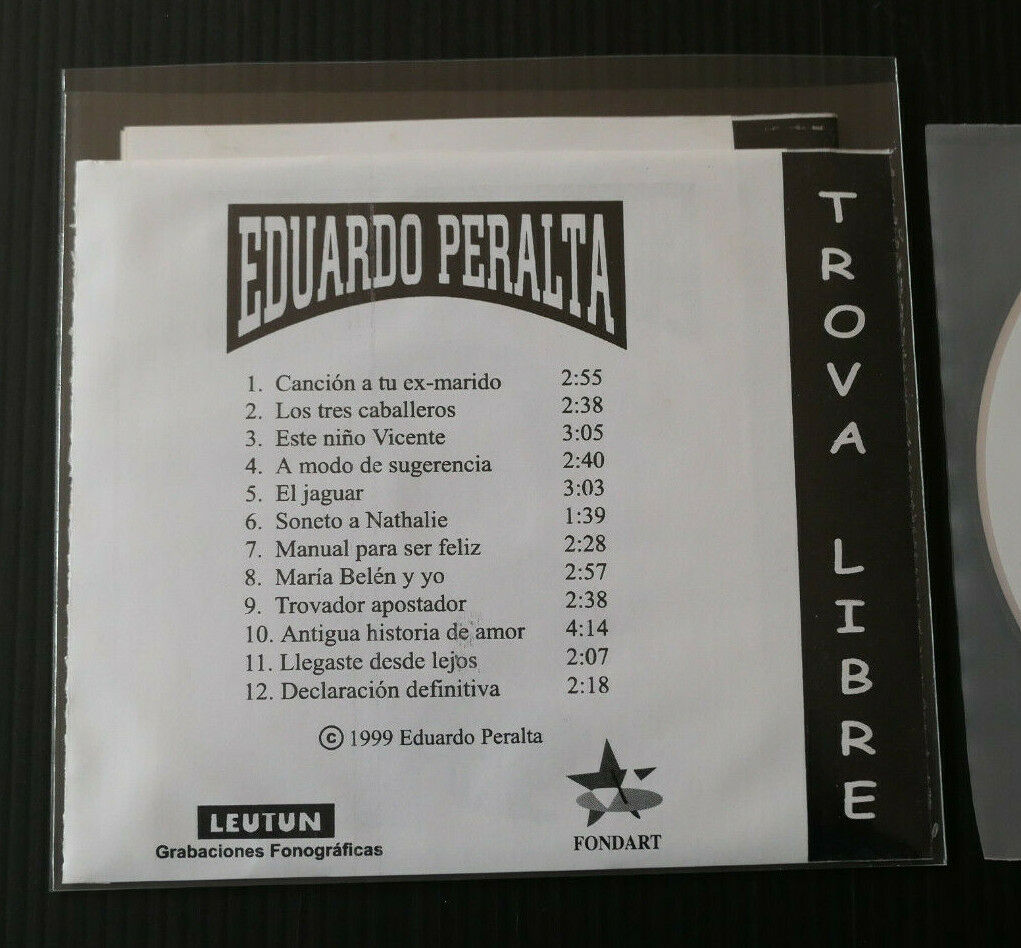 EDUARDO PERALTA
1. Canción a tu ex-marido 2:55
2. Los tres caballeros 2:38
3. Este niño Vicente 3:05
4. A modo de sugerencia 2:40
5. El jaguar 3:03
6. Soneto a Nathalie 1:39
7. Manual para ser feliz 2:28
8. María Belén y yo 2:57
9. Trovador apostador 2:38
10. Antigua historia de amor 4:14
11. Llegaste desde lejos 2:07
12. Declaración definitiva 2:18
© 1999 Eduardo Peralta
LEUTUN
Grabaciones Fonográficas
FONDART
TROVA LIBRE